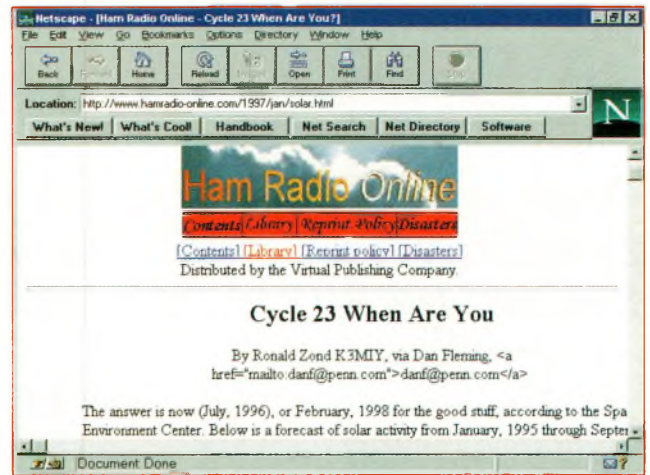 Netscape - [Ham Radio Online - Cycle 23 When Are You?]
File Edit View Go Bookmarks Options Directory Window Help
Back Home Reload Open Print Find Stop
Location: http://www.hamradio-online.com/1997/jan/solar.html
N
What's New! What's Cool! Handbook Net Search Net Directory Software
Ham Radio Online
Contents Library Reprint Policy Disasters
[Contents] [Library] [Reprint policy] [Disasters]
Distributed by the Virtual Publishing Company.
Cycle 23 When Are You
By Ronald Zond K3MIY, via Dan Fleming, <a
href="mailto:danf@penn.com">danf@penn.com</a>
The answer is now (July, 1996), or February, 1998 for the good stuff, according to the Spa
Environment Center. Below is a forecast of solar activity from January, 1995 through Septe
Document Done